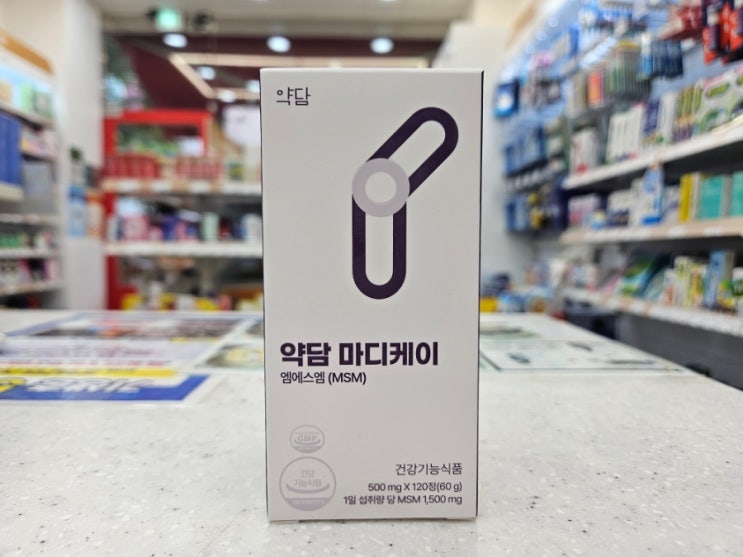 약담
약담 마디케이
엠에스엠 (MSM)
GMP
건강
기능식품
건강기능식품
500 mg X 120정(60 g)
1일 섭취량 당 MSM 1,500 mg